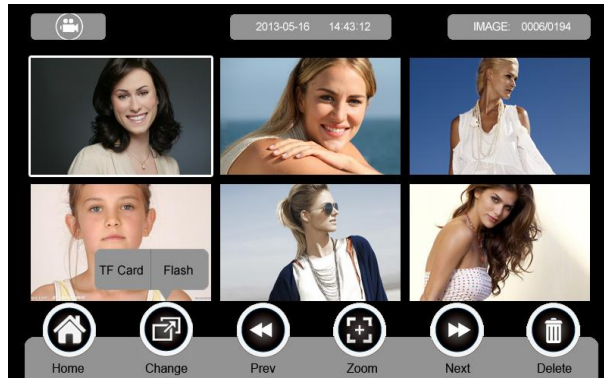 2013-05-16 14:43:12
IMAGE: 0006/0194
TF Card Flash
Home Change Prev Zoom Next Delete